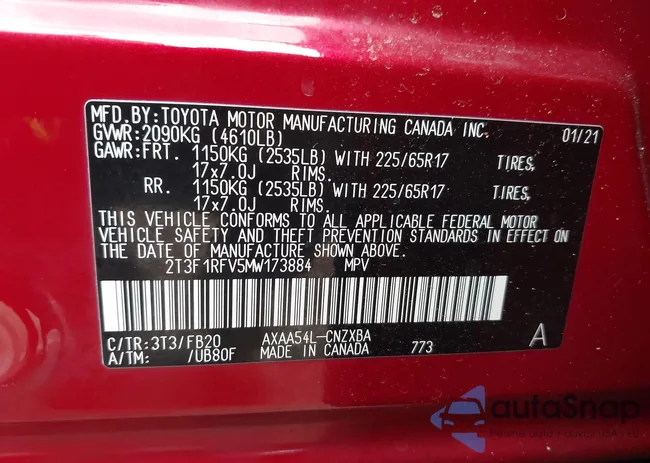 MFD.BY:TOYOTA MOTOR MANUFACTURING CANADA INC.
GVWR:2090KG (4610LB) 01/21
GAWR:FRT. 1150KG (2535LB) WITH 225/65R17 TIRES,
17x7.0J RIMS.
RR. 1150KG (2535LB) WITH 225/65R17 TIRES,
17x7.0J RIMS.
THIS VEHICLE CONFORMS TO ALL APPLICABLE FEDERAL MOTOR
VEHICLE SAFETY AND THEFT PREVENTION STANDARDS IN EFFECT ON
THE DATE OF MANUFACTURE SHOWN ABOVE.
2T3F1RFV5MW173884 MPV
C/TR:3T3/FB20 AXAA54L-CNZXBA
A/TM: /UB80F MADE IN CANADA 773 A
autoSnap